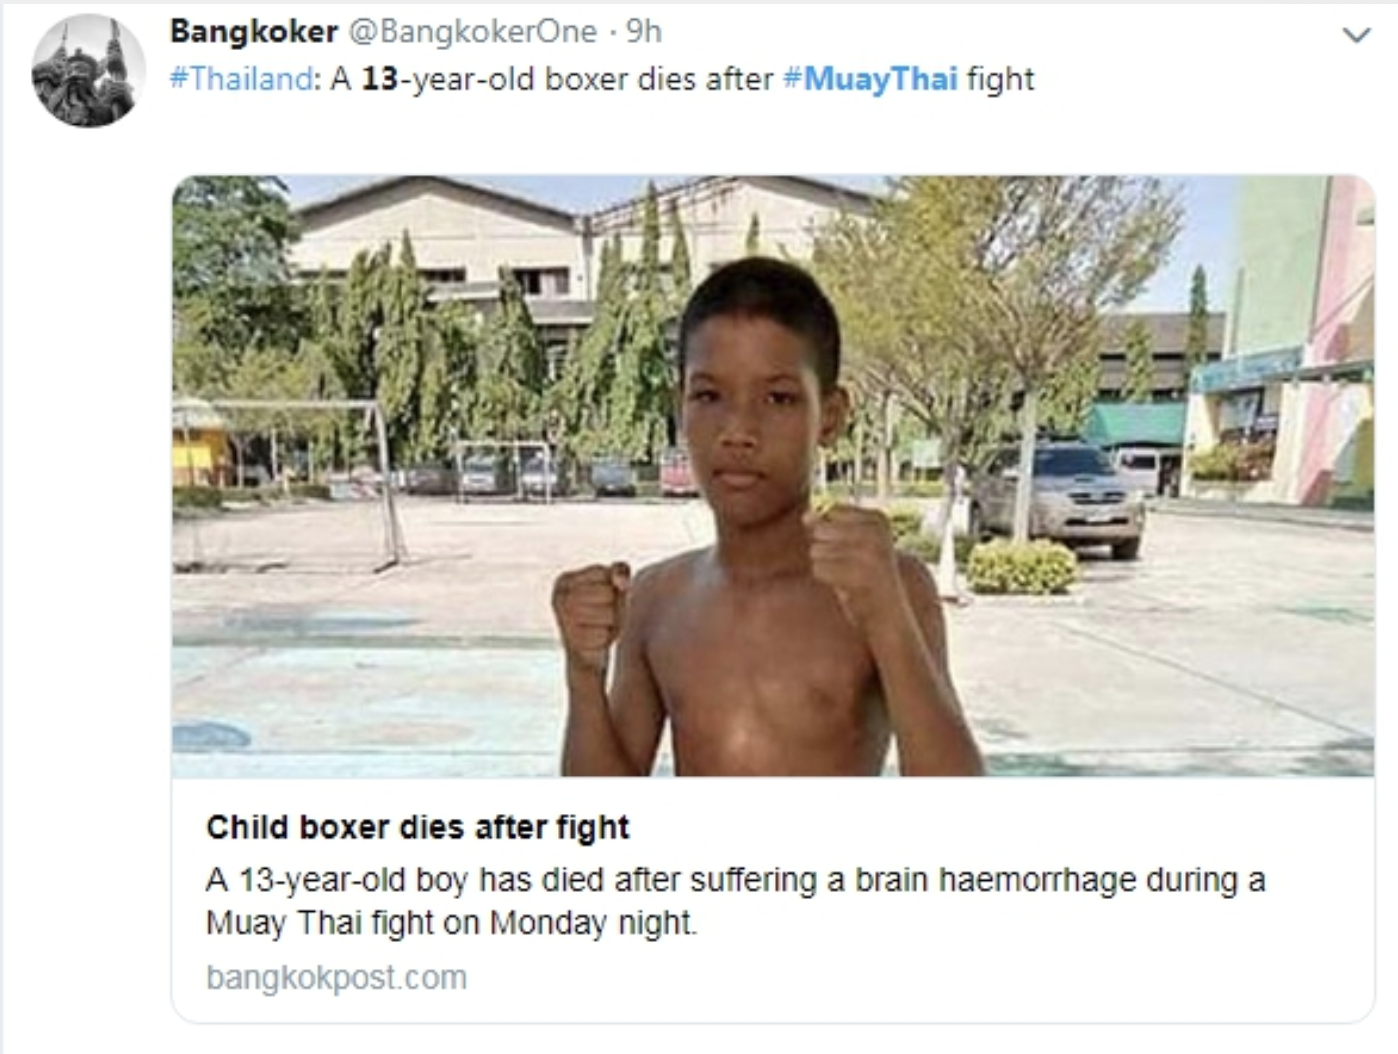 Bangkoker @BangkokerOne · 9h
#Thailand: A 13-year-old boxer dies after #MuayThai fight
Child boxer dies after fight
A 13-year-old boy has died after suffering a brain haemorrhage during a
Muay Thai fight on Monday night.
bangkokpost.com